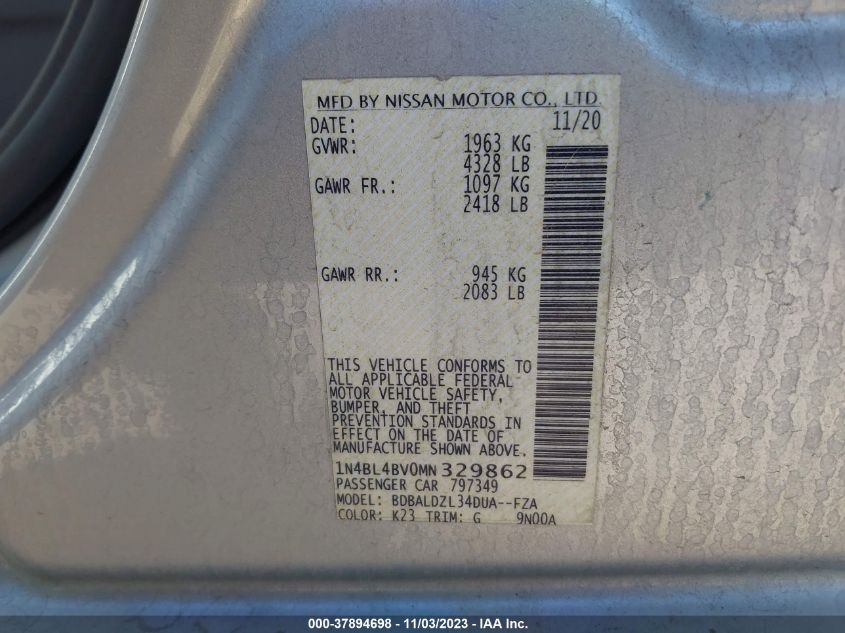 MFD BY NISSAN MOTOR CO., LTD.
DATE: 11/20
GVWR: 1963 KG
4328 LB
GAWR FR.: 1097 KG
2418 LB
GAWR RR.: 945 KG
2083 LB
THIS VEHICLE CONFORMS TO
ALL APPLICABLE FEDERAL
MOTOR VEHICLE SAFETY,
BUMPER, AND THEFT
PREVENTION STANDARDS IN
EFFECT ON THE DATE OF
MANUFACTURE SHOWN ABOVE.
1N4BL4BV0MN329862
PASSENGER CAR 797349
MODEL: BDBALDZL34DUA--FZA
COLOR: K23 TRIM: G 9N00A
000-37894698 - 11/03/2023 - IAA Inc.